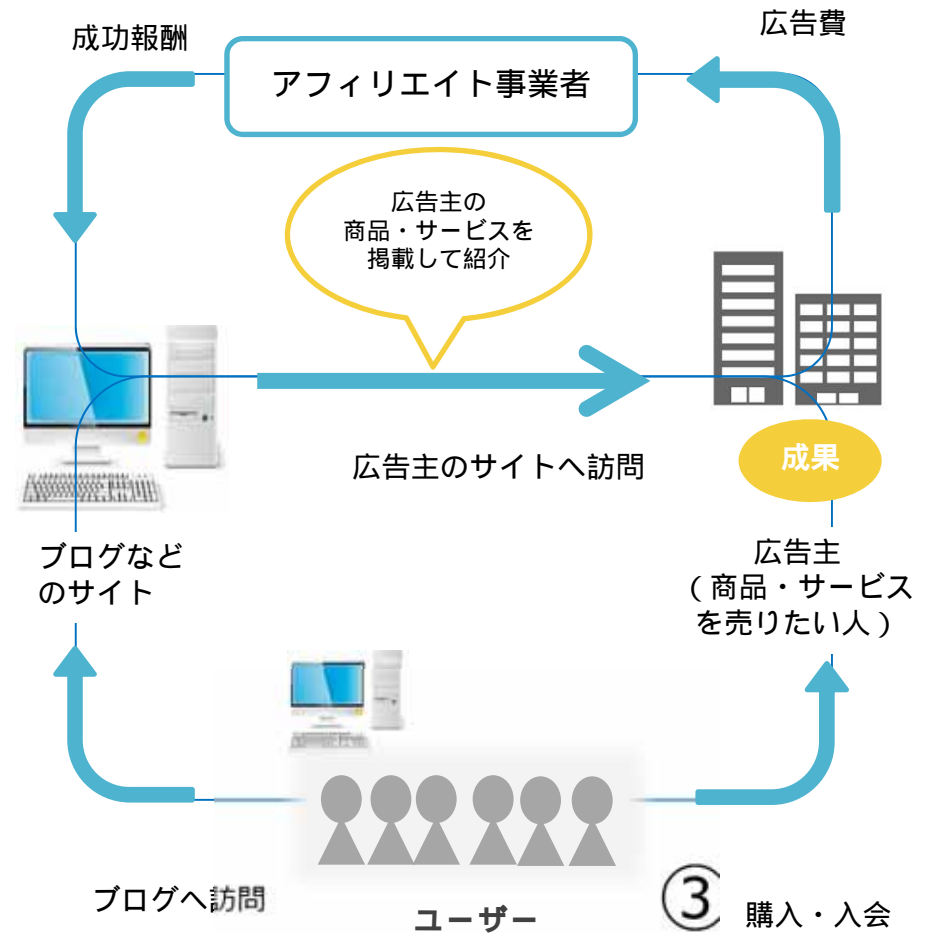 成功報酬
広告費
アフィリエイト事業者
広告主の
商品・サービスを
掲載して紹介
広告主のサイトへ訪問
成果
ブログなど
のサイト
広告主
(商品・サービス
を売りたい人)
ブログへ訪問
ユーザー
③
購入・入会